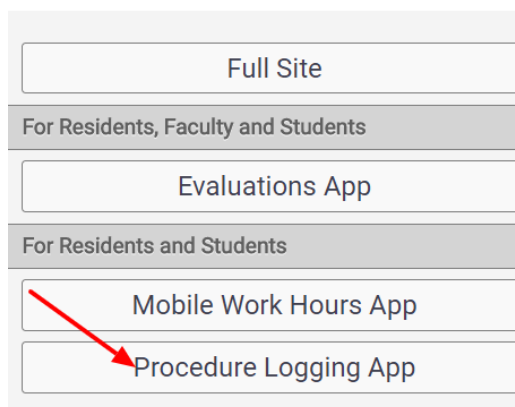 Full Site
For Residents, Faculty and Students
Evaluations App
For Residents and Students
Mobile Work Hours App
Procedure Logging App